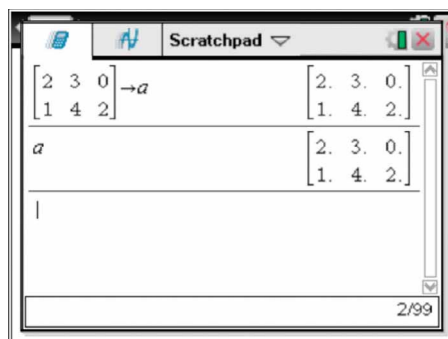 Scratchpad
[2 3 0
1 4 2]→a
[2. 3. 0.
1. 4. 2.]
a
[2. 3. 0.
1. 4. 2.]
2/99